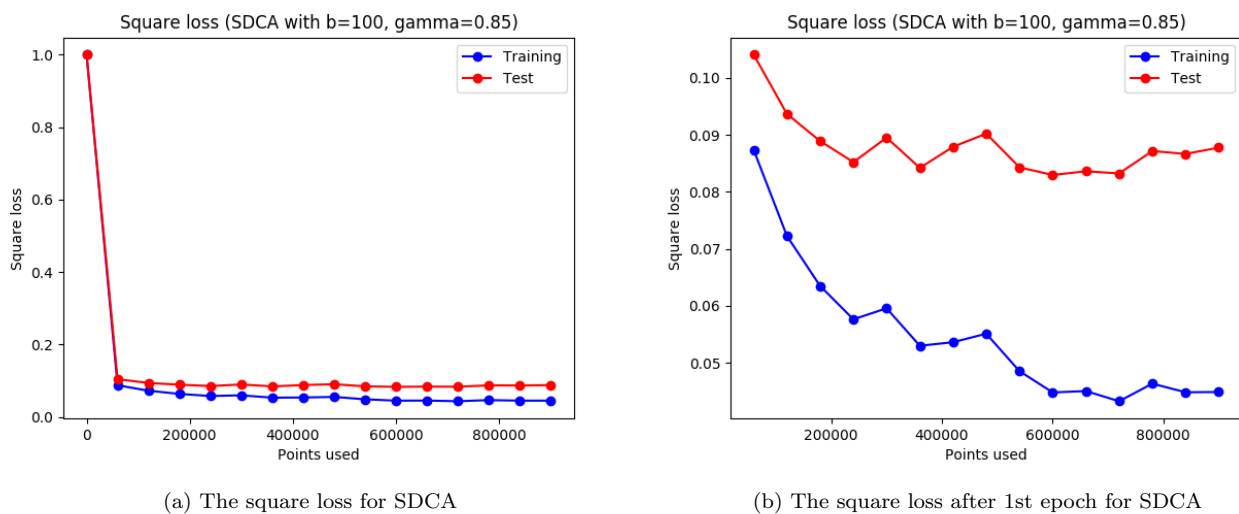 Square loss (SDCA with b=100, gamma=0.85)
Training
Test
1.0
0.8
0.6
0.4
0.2
0.0
Square loss
0 200000 400000 600000 800000
Points used
(a) The square loss for SDCA
Square loss (SDCA with b=100, gamma=0.85)
Training
Test
0.10
0.09
0.08
0.07
0.06
0.05
Square loss
200000 400000 600000 800000
Points used
(b) The square loss after 1st epoch for SDCA